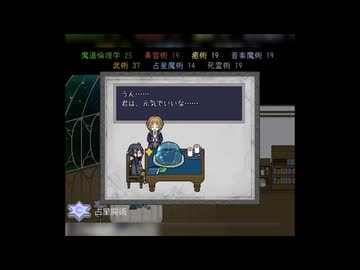 魔道倫理学 25 美容術 19 癒術 19 音楽魔術 19
武術 37 占星魔術 14 死霊術 19
うん……
君は、元気でいいな……
占星魔術